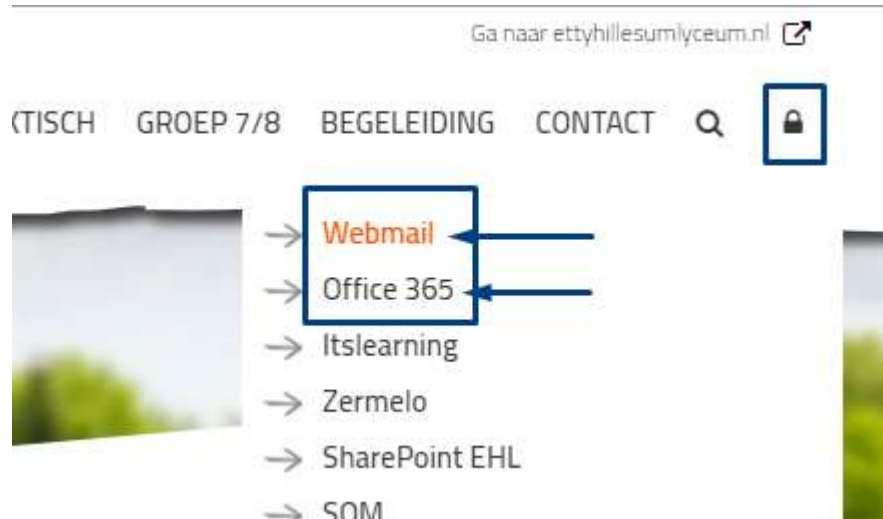 Ga naar ettyhillesumlyceum.nl
GROEP 7/8 BEGELEIDING CONTACT
Webmail
Office 365
Itslearning
Zermelo
SharePoint EHL
SOM